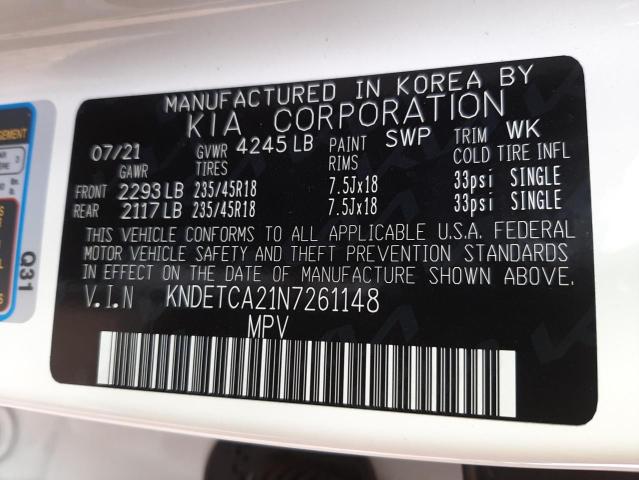 MANUFACTURED IN KOREA BY
KIA CORPORATION
07/21 GVWR 4245 LB PAINT SWP TRIM WK
GAWR TIRES RIMS COLD TIRE INFL
FRONT 2293 LB 235/45R18 7.5Jx18 33psi SINGLE
REAR 2117 LB 235/45R18 7.5Jx18 33psi SINGLE
THIS VEHICLE CONFORMS TO ALL APPLICABLE U.S.A. FEDERAL
MOTOR VEHICLE SAFETY AND THEFT PREVENTION STANDARDS
IN EFFECT ON THE DATE OF MANUFACTURE SHOWN ABOVE.
V.I.N KNDETCA21N7261148
MPV
Q31